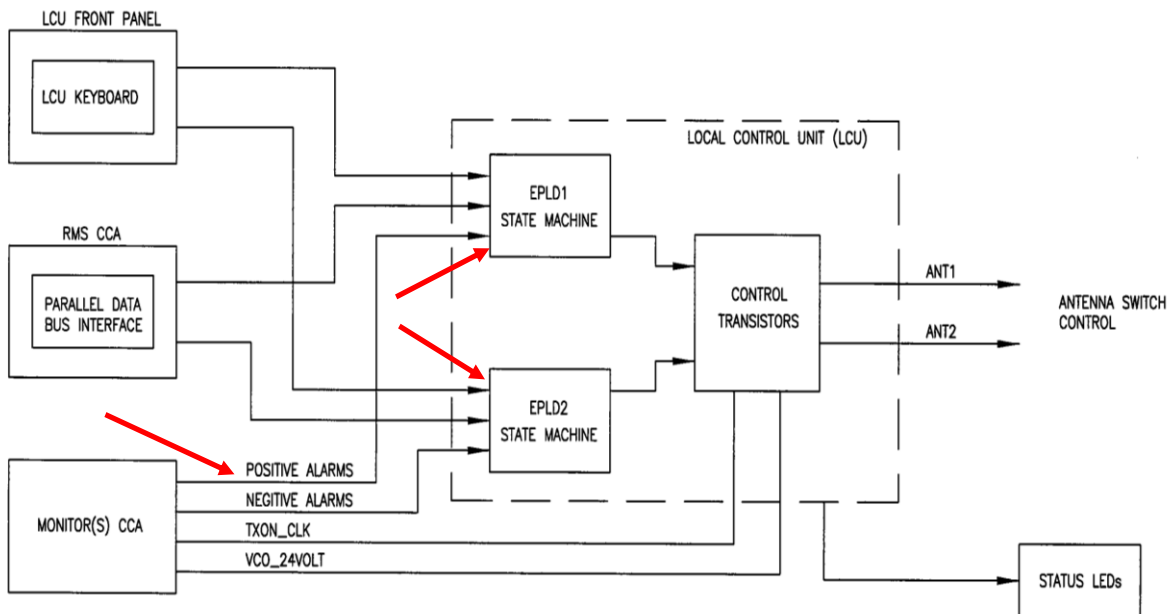 LCU FRONT PANEL
LCU KEYBOARD
LOCAL CONTROL UNIT (LCU)
EPLD1
STATE MACHINE
RMS CCA
PARALLEL DATA
BUS INTERFACE
CONTROL
TRANSISTORS
ANT1
ANT2
ANTENNA SWITCH
CONTROL
EPLD2
STATE MACHINE
MONITOR(S) CCA
POSITIVE ALARMS
NEGITIVE ALARMS
TXON_CLK
VCO_24VOLT
STATUS LEDs